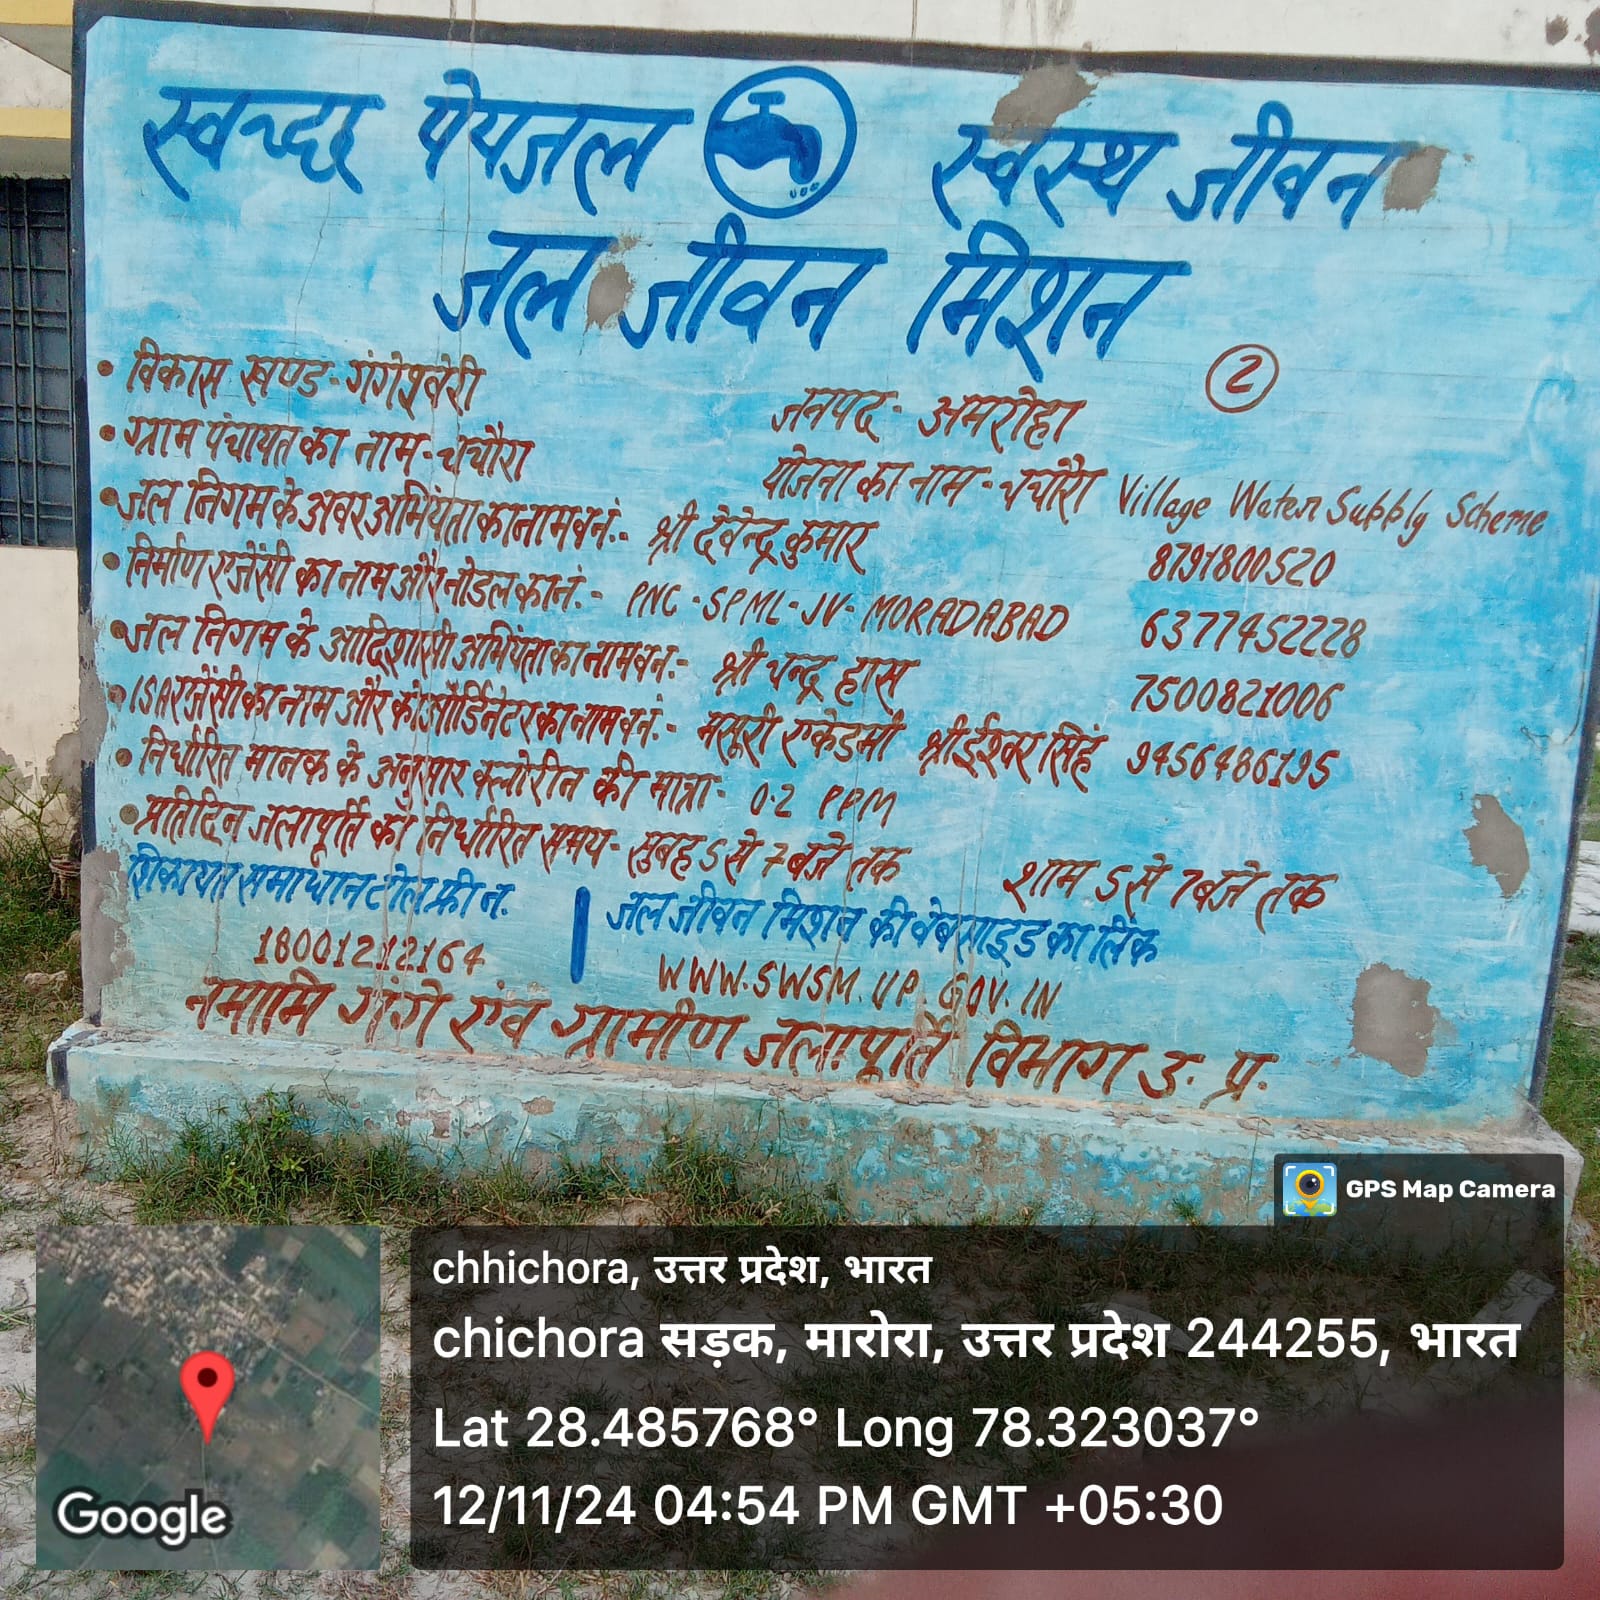 स्वच्छ पेयजल स्वस्थ जीवन
जल जीवन मिशन
2
• विकास खण्ड - गंगेश्वेरी जनपद - अमरोहा
• ग्राम पंचायत का नाम - चचौरा योजना का नाम - चचौरा Village Water Supply Scheme
• जल निगम के अवर अभियंता का नाम व नं. - श्री देवेन्द्र कुमार 8791800520
• निर्माण एजेंसी का नाम और नोडल का नं. - PNC - SPML - JV - MORADABAD 6377452228
• जल निगम के आदिशासी अभियंता का नाम व न. - श्री चन्द्र हास 7500821006
• ISA एजेंसी का नाम और कोऑर्डिनेटर का नाम व नं. - मसूरी एकेडमी श्री ईश्वर सिंह 9456486195
• निर्धारित मानक के अनुसार क्लोरीन की मात्रा - 0.2 PPM
• प्रतिदिन जलापूर्ति का निर्धारित समय - सुबह 5 से 7 बजे तक शाम 5 से 7 बजे तक
शिकायत समाधान टोल फ्री न. | जल जीवन मिशन की वेबसाइड का लिंक
18001212164 WWW.SWSM.UP.GOV.IN
नमामि गंगे एंव ग्रामीण जलापूर्ति विभाग उ. प्र.
GPS Map Camera
chhichora, उत्तर प्रदेश, भारत
chichora सड़क, मारोरा, उत्तर प्रदेश 244255, भारत
Lat 28.485768° Long 78.323037°
12/11/24 04:54 PM GMT +05:30
Google